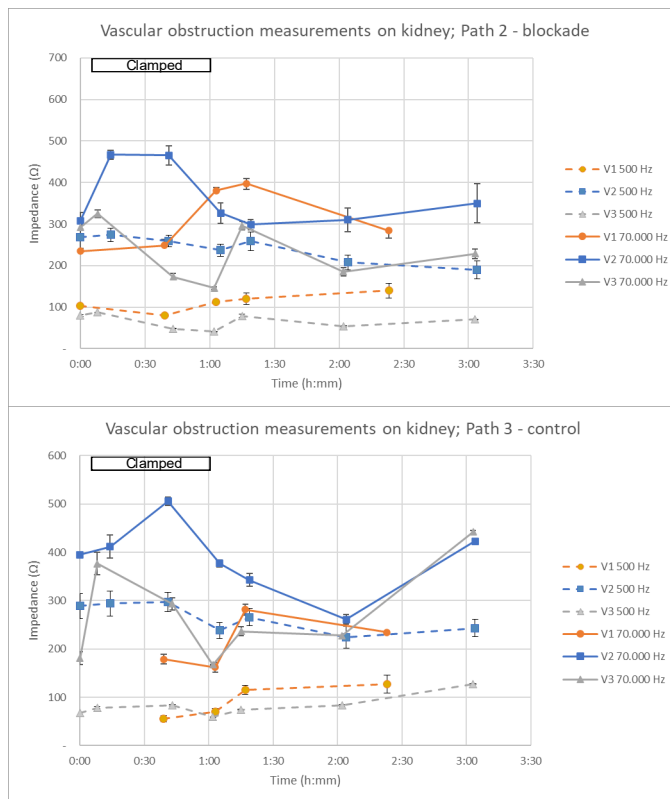 Vascular obstruction measurements on kidney; Path 2 - blockade
Clamped
700
600
500
400
300
200
100
-
Impedance (Ω)
0:00 0:30 1:00 1:30 2:00 2:30 3:00 3:30
Time (h:mm)
V1 500 Hz
V2 500 Hz
V3 500 Hz
V1 70.000 Hz
V2 70.000 Hz
V3 70.000 Hz
Vascular obstruction measurements on kidney; Path 3 - control
Clamped
600
500
400
300
200
100
-
Impedance (Ω)
0:00 0:30 1:00 1:30 2:00 2:30 3:00 3:30
Time (h:mm)
V1 500 Hz
V2 500 Hz
V3 500 Hz
V1 70.000 Hz
V2 70.000 Hz
V3 70.000 Hz